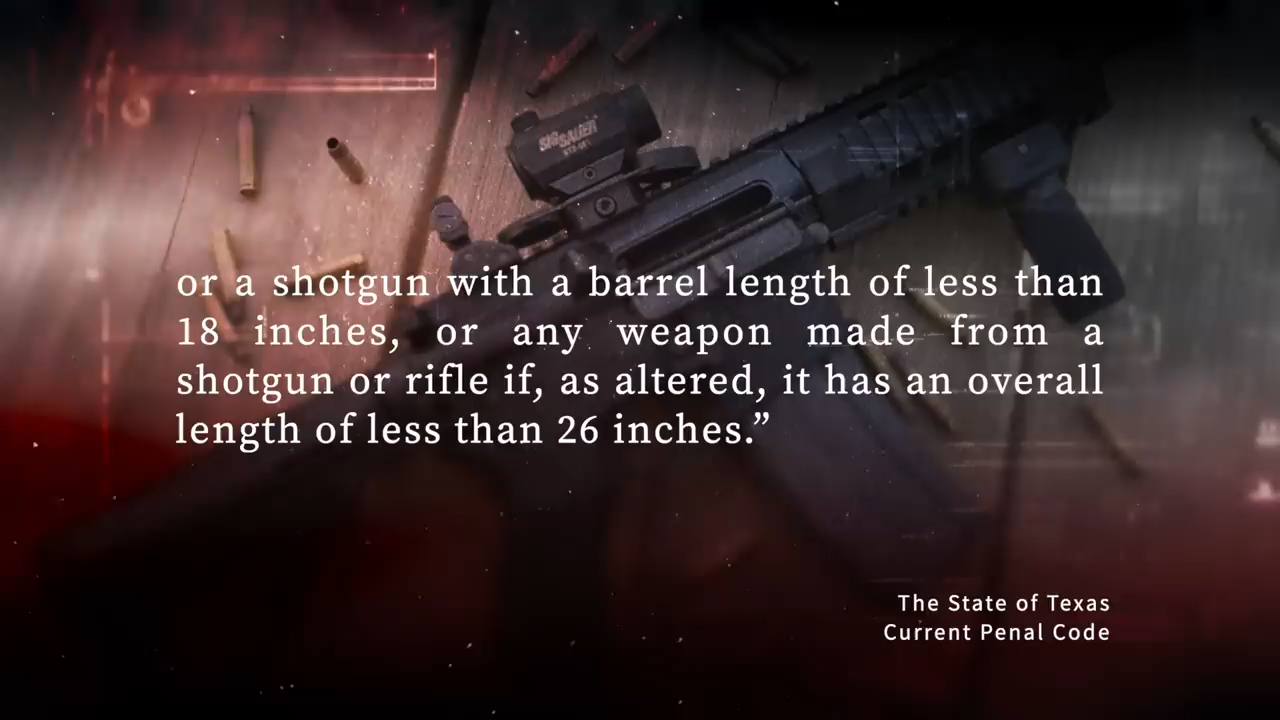 SIG SAUER
or a shotgun with a barrel length of less than
18 inches, or any weapon made from a
shotgun or rifle if, as altered, it has an overall
length of less than 26 inches.”
The State of Texas
Current Penal Code